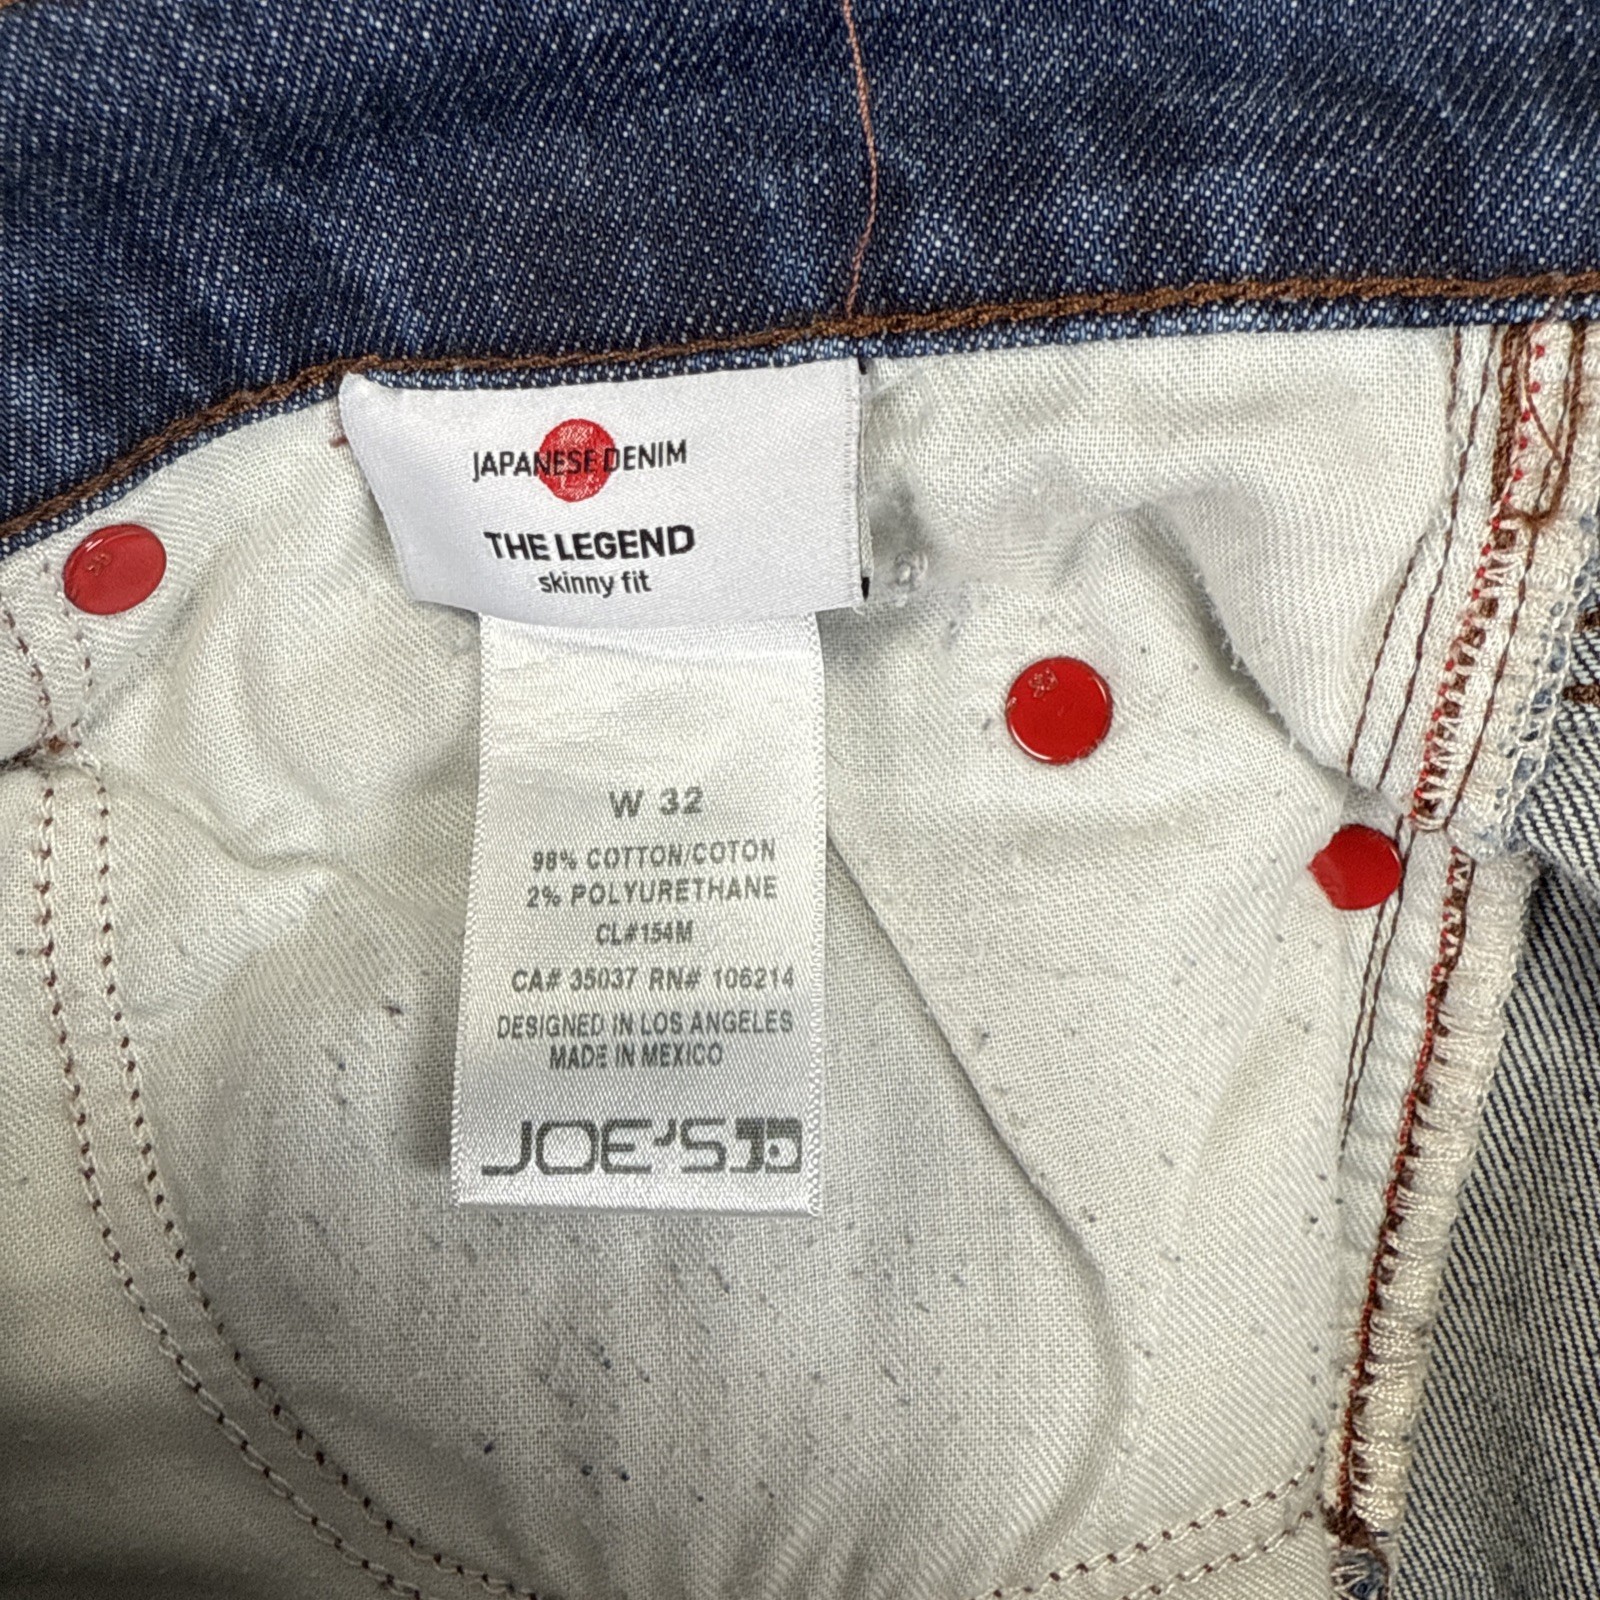 JAPANESE DENIM
THE LEGEND
skinny fit
W 32
98% COTTON/COTON
2% POLYURETHANE
CL#154M
CA# 35037 RN# 106214
DESIGNED IN LOS ANGELES
MADE IN MEXICO
JOE'S